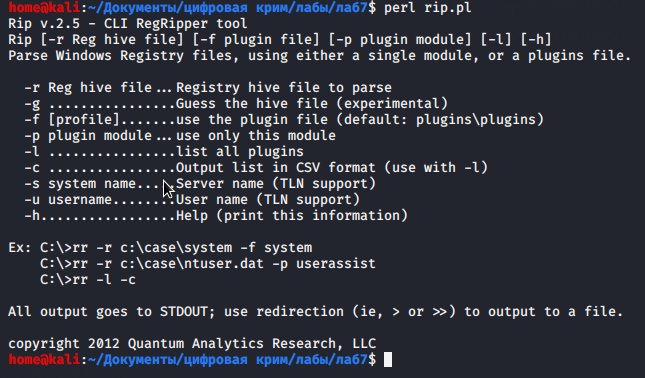 home@kali:~/Документы/цифровая крим/лабы/лаб7$ perl rip.pl
Rip v.2.5 - CLI RegRipper tool
Rip [-r Reg hive file] [-f plugin file] [-p plugin module] [-l] [-h]
Parse Windows Registry files, using either a single module, or a plugins file.
-r Reg hive file...Registry hive file to parse
-g ................Guess the hive file (experimental)
-f [profile].......use the plugin file (default: plugins\plugins)
-p plugin module...use only this module
-l ................list all plugins
-c ................Output list in CSV format (use with -l)
-s system name.....Server name (TLN support)
-u username........User name (TLN support)
-h.................Help (print this information)
Ex: C:\>rr -r c:\case\system -f system
C:\>rr -r c:\case\ntuser.dat -p userassist
C:\>rr -l -c
All output goes to STDOUT; use redirection (ie, > or >>) to output to a file.
copyright 2012 Quantum Analytics Research, LLC
home@kali:~/Документы/цифровая крим/лабы/лаб7$